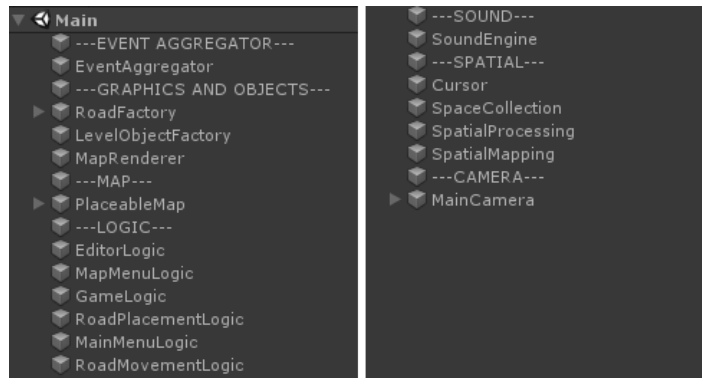 Main
---EVENT AGGREGATOR---
EventAggregator
---GRAPHICS AND OBJECTS---
RoadFactory
LevelObjectFactory
MapRenderer
---MAP---
PlaceableMap
---LOGIC---
EditorLogic
MapMenuLogic
GameLogic
RoadPlacementLogic
MainMenuLogic
RoadMovementLogic
---SOUND---
SoundEngine
---SPATIAL---
Cursor
SpaceCollection
SpatialProcessing
SpatialMapping
---CAMERA---
MainCamera